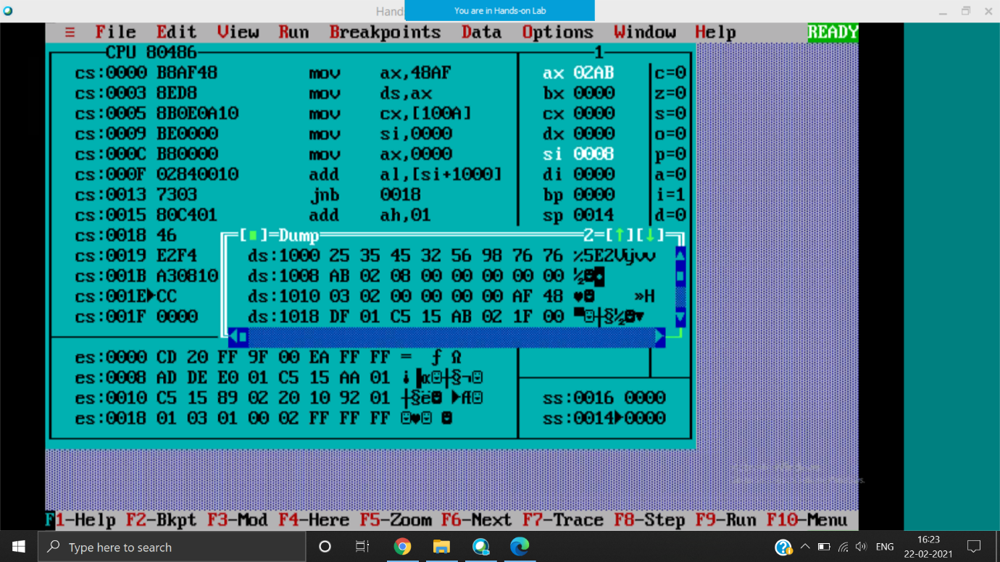 Hand
You are in Hands-on Lab
≡ File Edit View Run Breakpoints Data Options Window Help READY
CPU 80486 1
cs:0000 B8AF48 mov ax,48AF ax 02AB c=0
cs:0003 8ED8 mov ds,ax bx 0000 z=0
cs:0005 8B0E0A10 mov cx,[100A] cx 0000 s=0
cs:0009 BE0000 mov si,0000 dx 0000 o=0
cs:000C B80000 mov ax,0000 si 0008 p=0
cs:000F 02840010 add al,[si+1000] di 0000 a=0
cs:0013 7303 jnb 0018 bp 0000 i=1
cs:0015 80C401 add ah,01 sp 0014 d=0
cs:0018 46
cs:0019 E2F4
cs:001B A30810
cs:001E►CC
cs:001F 0000
[■]=Dump 2=[↑][↓]
ds:1000 25 35 45 32 56 98 76 76 %5E2Vÿvv
ds:1008 AB 02 08 00 00 00 00 00 ½☻◘
ds:1010 03 02 00 00 00 00 AF 48 ♥☻ »H
ds:1018 DF 01 C5 15 AB 02 1F 00 ▀☺┼§½☻▼
es:0000 CD 20 FF 9F 00 EA FF FF = ƒ Ω
es:0008 AD DE E0 01 C5 15 AA 01 ¡▐α☺┼§¬☺
es:0010 C5 15 89 02 20 10 92 01 ┼§ë☻ ►Æ☺
es:0018 01 03 01 00 02 FF FF FF ☺♥☺ ☻
ss:0016 0000
ss:0014►0000
F1-Help F2-Bkpt F3-Mod F4-Here F5-Zoom F6-Next F7-Trace F8-Step F9-Run F10-Menu
Type here to search
ENG
16:23
22-02-2021